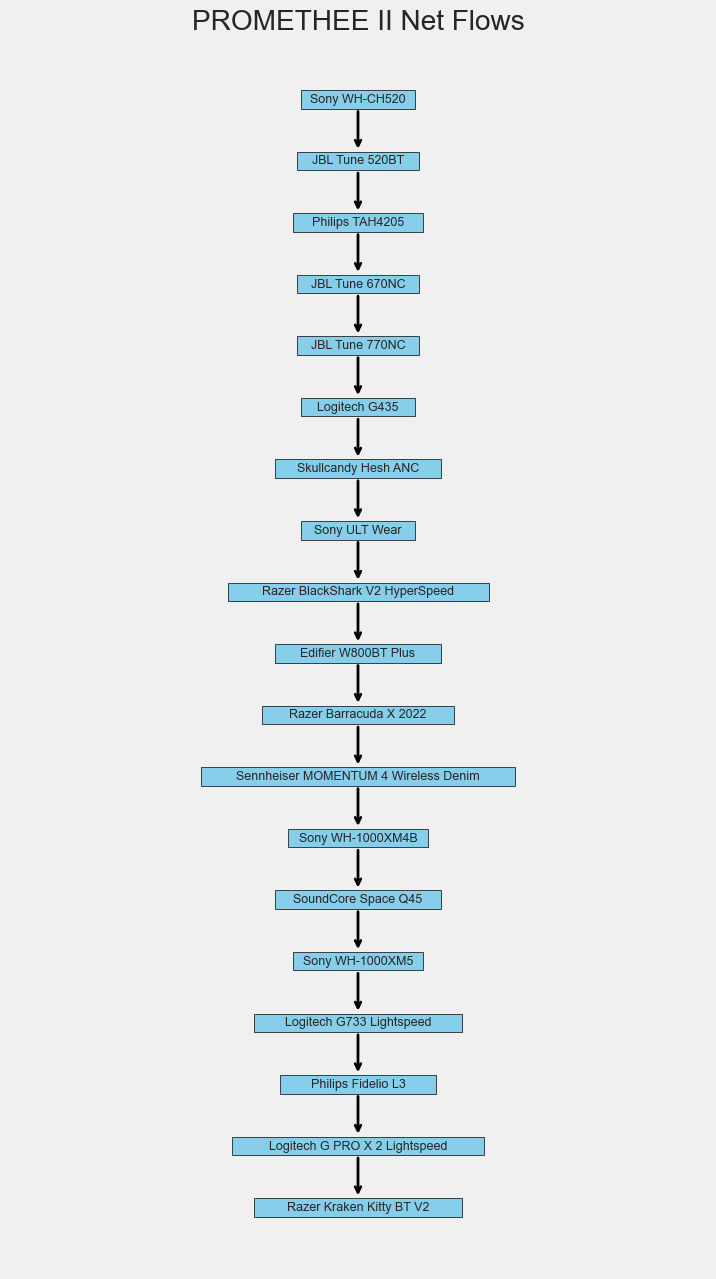 PROMETHEE II Net Flows
Sony WH-CH520
JBL Tune 520BT
Philips TAH4205
JBL Tune 670NC
JBL Tune 770NC
Logitech G435
Skullcandy Hesh ANC
Sony ULT Wear
Razer BlackShark V2 HyperSpeed
Edifier W800BT Plus
Razer Barracuda X 2022
Sennheiser MOMENTUM 4 Wireless Denim
Sony WH-1000XM4B
SoundCore Space Q45
Sony WH-1000XM5
Logitech G733 Lightspeed
Philips Fidelio L3
Logitech G PRO X 2 Lightspeed
Razer Kraken Kitty BT V2